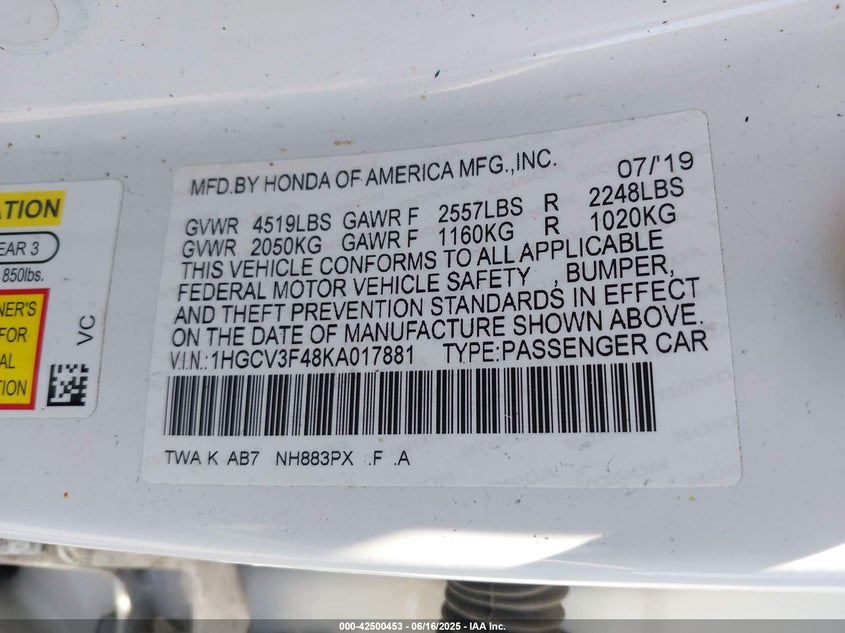 MFD.BY HONDA OF AMERICA MFG.,INC. 07/'19
GVWR 4519LBS GAWR F 2557LBS R 2248LBS
GVWR 2050KG GAWR F 1160KG R 1020KG
THIS VEHICLE CONFORMS TO ALL APPLICABLE
FEDERAL MOTOR VEHICLE SAFETY , BUMPER,
AND THEFT PREVENTION STANDARDS IN EFFECT
ON THE DATE OF MANUFACTURE SHOWN ABOVE.
V.I.N.: 1HGCV3F48KA017881 TYPE:PASSENGER CAR
TWA K AB7 NH883PX .F .A
EAR 3
850lbs.
NER'S
FOR
AL
TION
VC
000-42500453 - 06/16/2025 - IAA Inc.